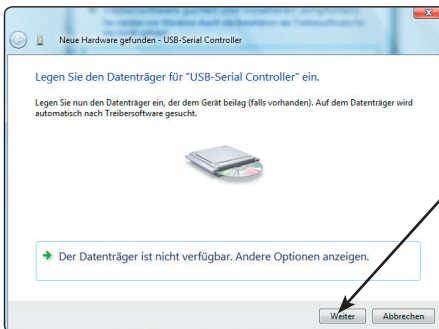 Neue Hardware gefunden - USB-Serial Controller
Legen Sie den Datenträger für "USB-Serial Controller" ein.
Legen Sie nun den Datenträger ein, der dem Gerät beilag (falls vorhanden). Auf dem Datenträger wird
automatisch nach Treibersoftware gesucht.
Der Datenträger ist nicht verfügbar. Andere Optionen anzeigen.
Weiter
Abbrechen